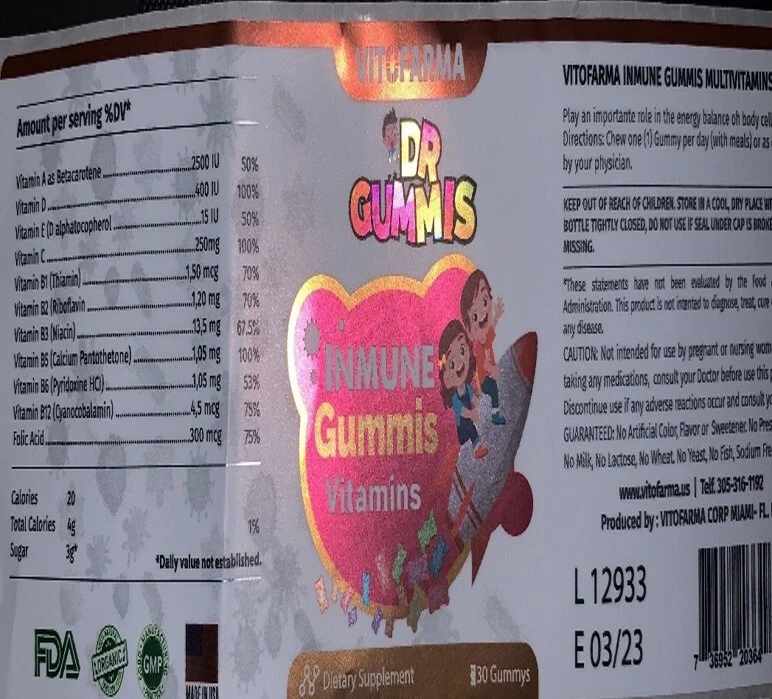 Amount per serving %DV*
Vitamin A as Betacarotene 2500 IU 50%
Vitamin D 400 IU 100%
Vitamin E (D alphatocopherol 15 IU 50%
Vitamin C 250mg 100%
Vitamin B1 (Thiamin) 1,50 mcg 70%
Vitamin B2 (Riboflavin 1,20 mg 70%
Vitamin B3 (Niacin) 13,5 mg 67.5%
Vitamin B5 (Calcium Pantothetone) 1,05 mg 100%
Vitamin B6 (Pyridoxine HCl) 1,05 mg 53%
Vitamin B12 (Cyanocobalamin) 4,5 mcg 75%
Folic Acid 300 mcg 75%
Calories 20
Total Calories 4g 1%
Sugar 3g*
*Daily value not established.
FDA
ORGANIC
GMP
MADE IN USA
VITOFARMA
DR
GUMMIS
INMUNE
Gummis
Vitamins
Dietary Supplement
30 Gummys
VITOFARMA INMUNE GUMMIS MULTIVITAMINS
Play an importante role in the energy balance oh body
Directions: Chew one (1) Gummy per day (with meals) or as
by your physician.
KEEP OUT OF REACH OF CHILDREN. STORE IN A COOL, DRY PLACE
BOTTLE TIGHTLY CLOSED, DO NOT USE IF SEAL UNDER CAP IS
MISSING.
*These statements have not been evaluated by the Food
Administration. This product is not intented to diagnose, treat, cure
any disease.
CAUTION: Not intended for use by pregnant or nursing
taking any medications, consult your Doctor before use this
Discontinue use if any adverse reactions occur and consult
GUARANTEED: No Artificial Color, Flavor or Sweetener, No
No Milk, No Lactose, No Wheat, No Yeast, No Fish, Sodium
www.vitofarma.us | Telf. 305-316-1192
Produced by: VITOFARMA CORP MIAMI- FL.
L 12933
E 03/23
7 36952 20364